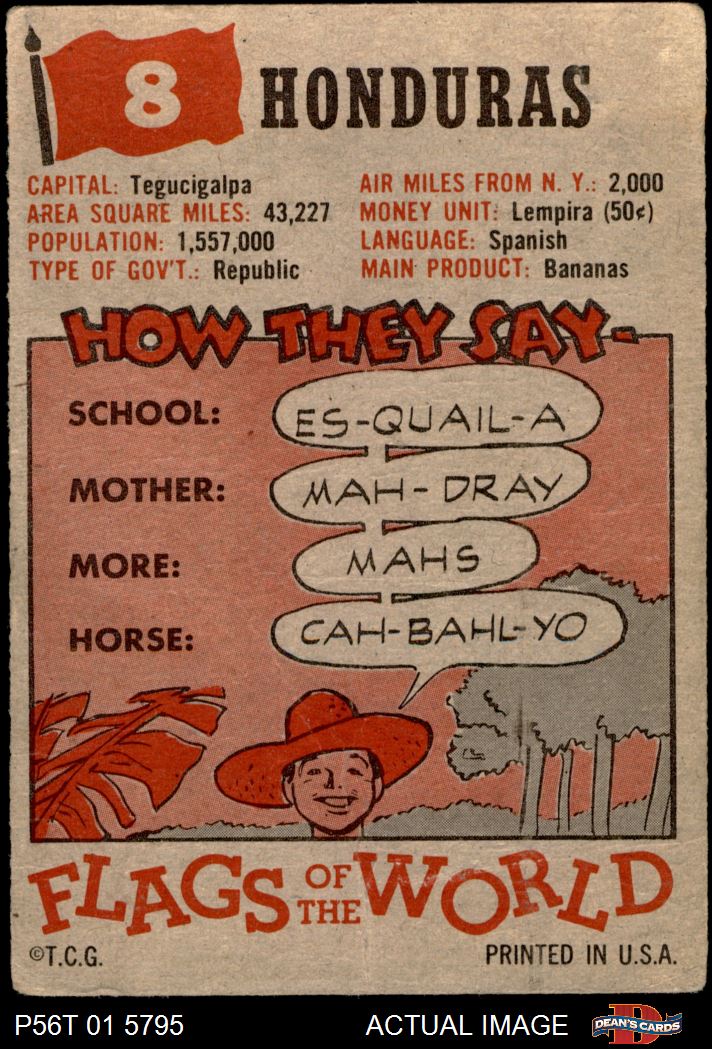 8 HONDURAS
CAPITAL: Tegucigalpa
AREA SQUARE MILES: 43,227
POPULATION: 1,557,000
TYPE OF GOV'T.: Republic
AIR MILES FROM N. Y.: 2,000
MONEY UNIT: Lempira (50¢)
LANGUAGE: Spanish
MAIN PRODUCT: Bananas
HOW THEY SAY-
SCHOOL: ES-QUAIL-A
MOTHER: MAH-DRAY
MORE: MAHS
HORSE: CAH-BAHL-YO
FLAGS OF THE WORLD
©T.C.G. PRINTED IN U.S.A.
P56T 01 5795 ACTUAL IMAGE D DEAN'S CARDS